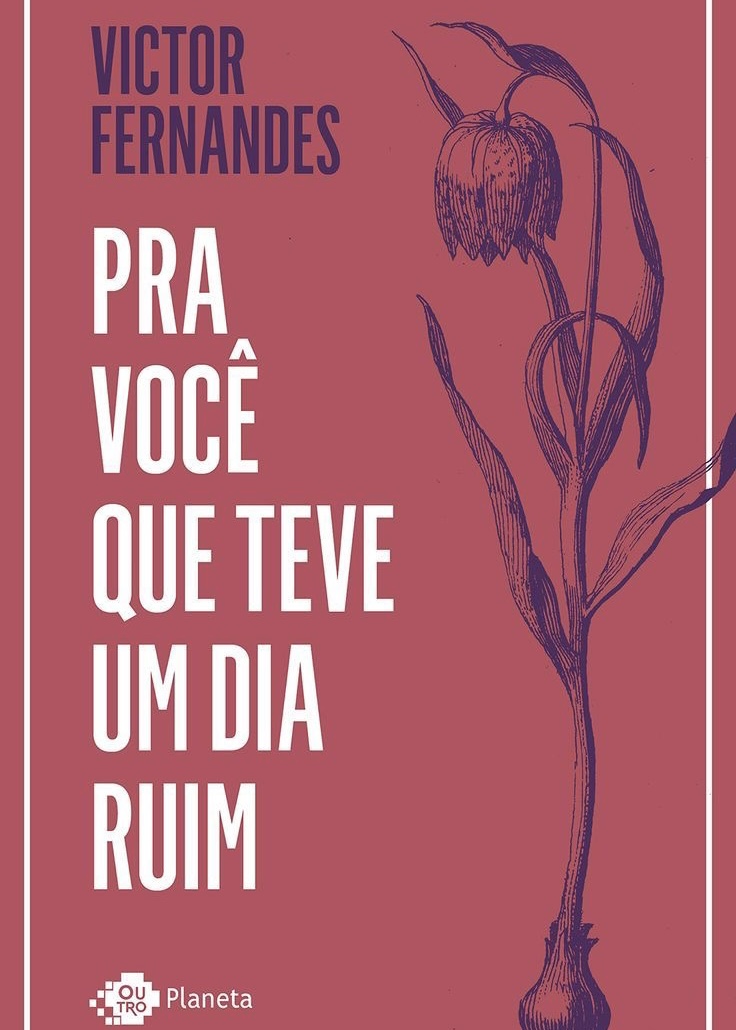 VICTOR
FERNANDES
PRA
VOCÊ
QUE TEVE
UM DIA
RUIM
OU
TRO
Planeta